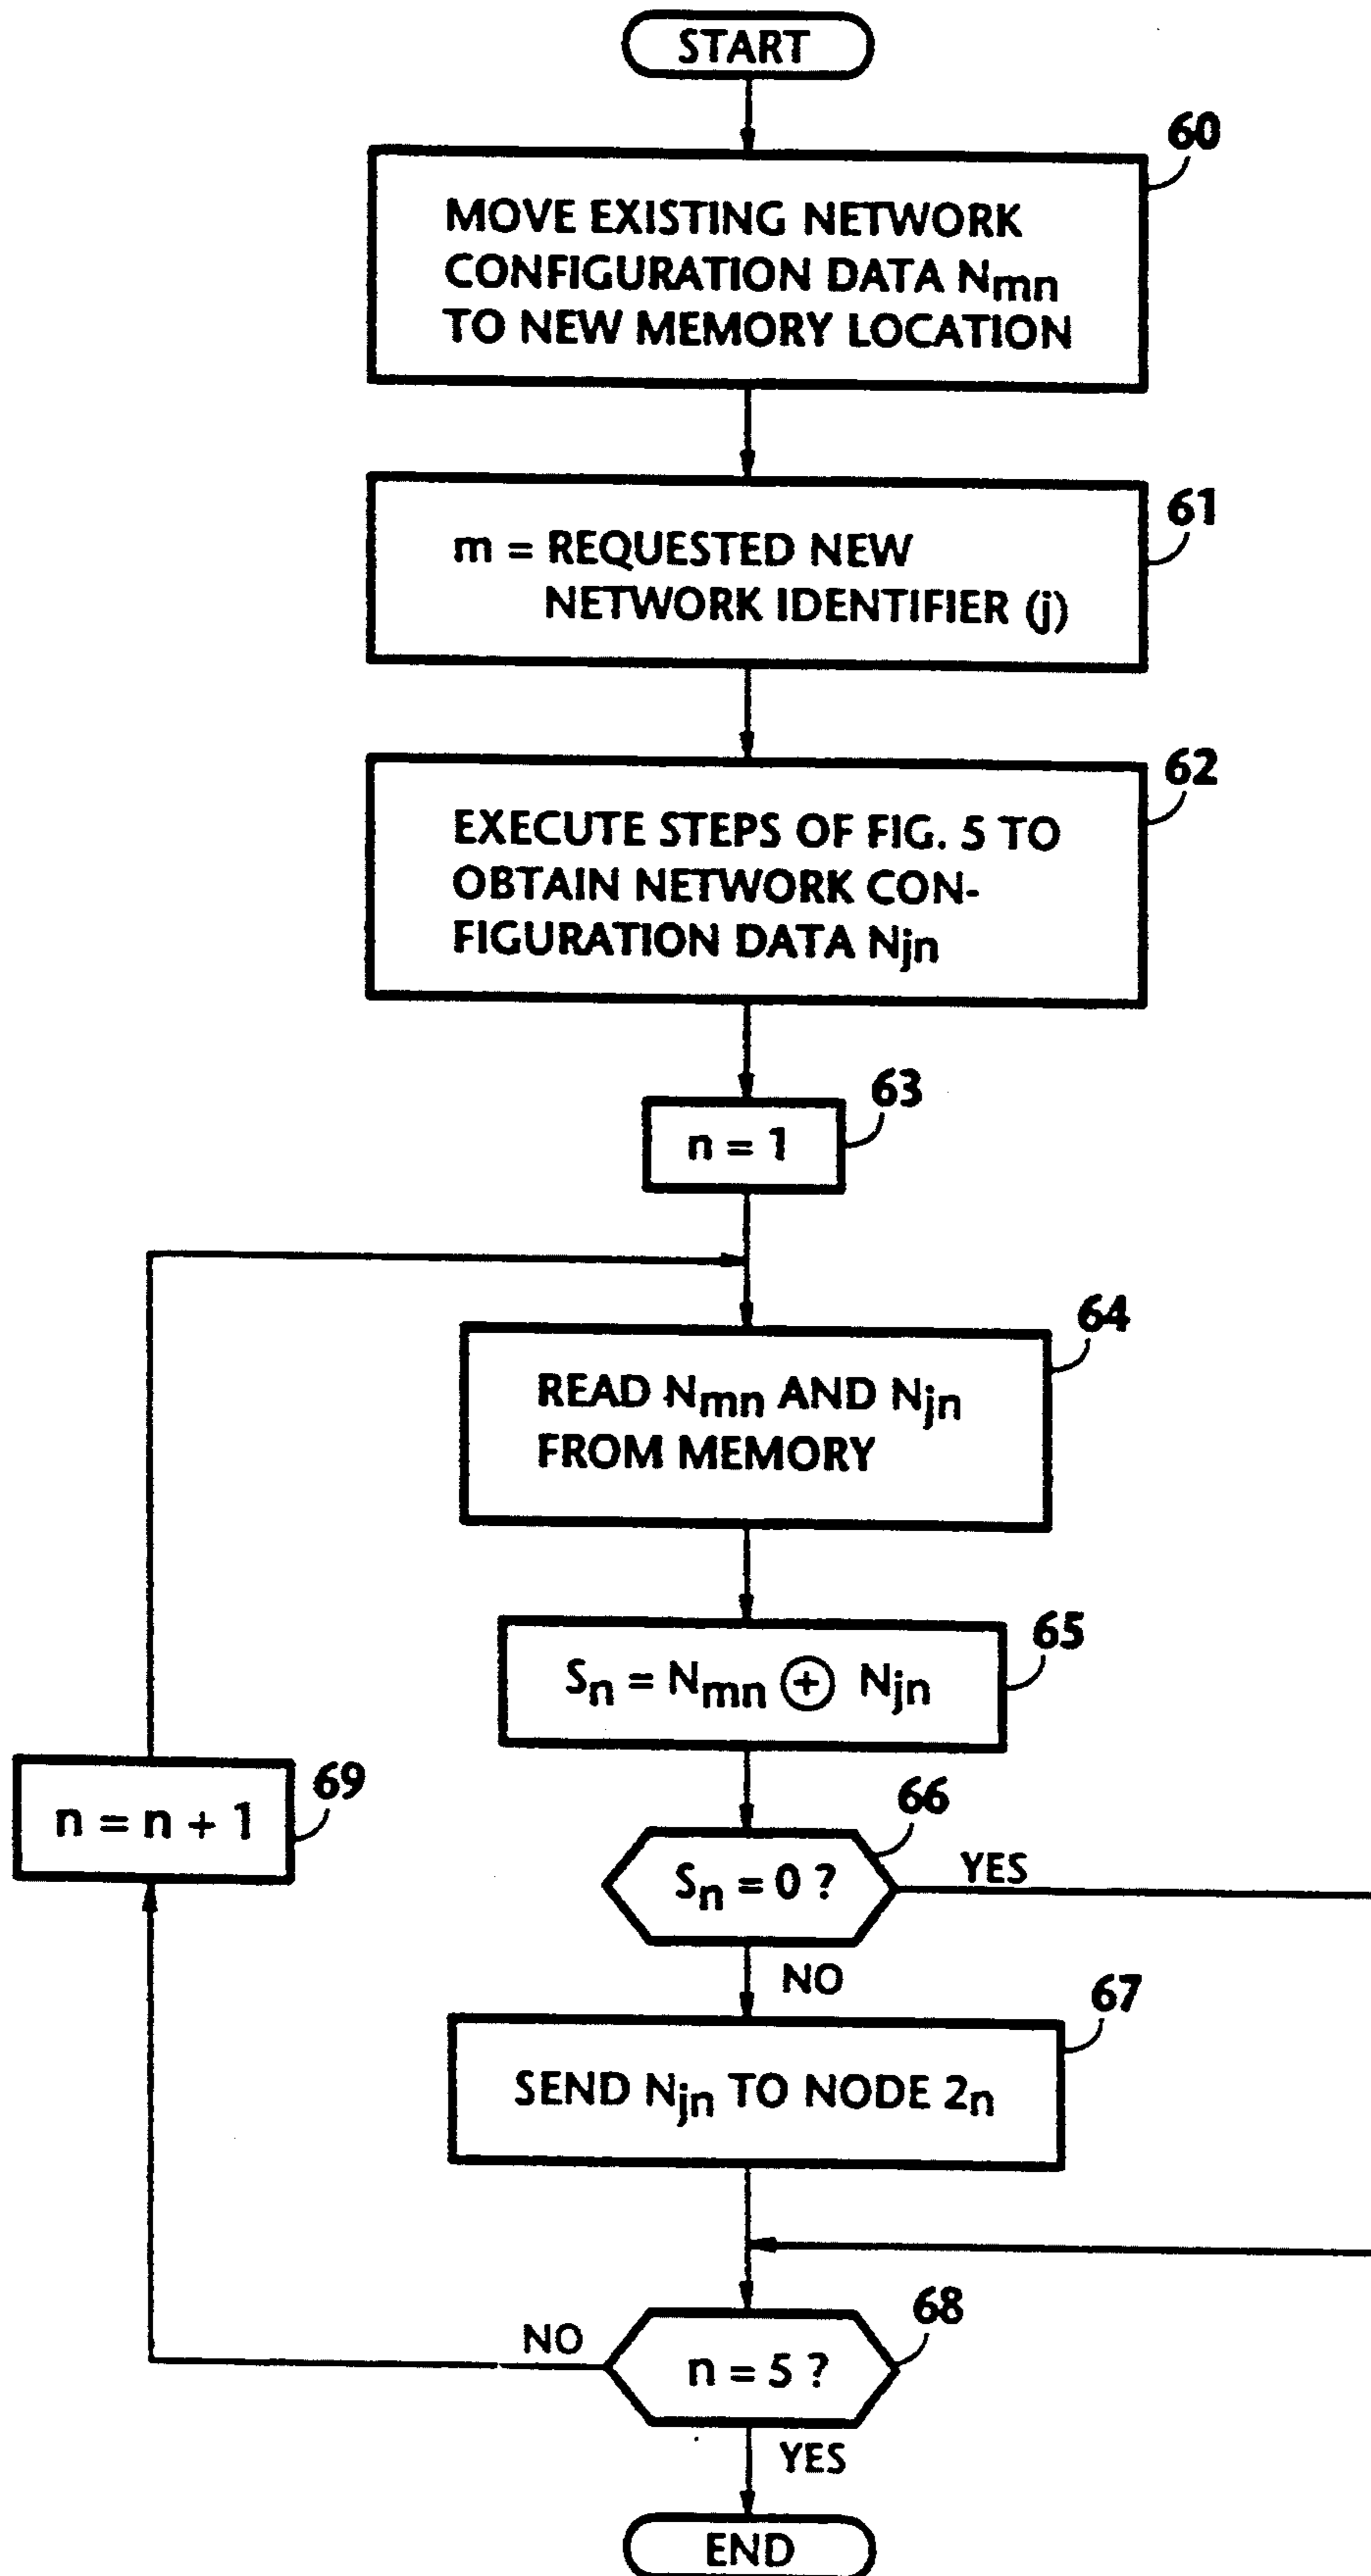 START
60
MOVE EXISTING NETWORK
CONFIGURATION DATA Nmn
TO NEW MEMORY LOCATION
61
m = REQUESTED NEW
NETWORK IDENTIFIER (j)
62
EXECUTE STEPS OF FIG. 5 TO
OBTAIN NETWORK CON-
FIGURATION DATA Njn
63
n = 1
64
READ Nmn AND Njn
FROM MEMORY
65
Sn = Nmn ⊕ Njn
69
n = n + 1
66
Sn = 0 ?
YES
NO
67
SEND Njn TO NODE 2n
68
NO
n = 5 ?
YES
END